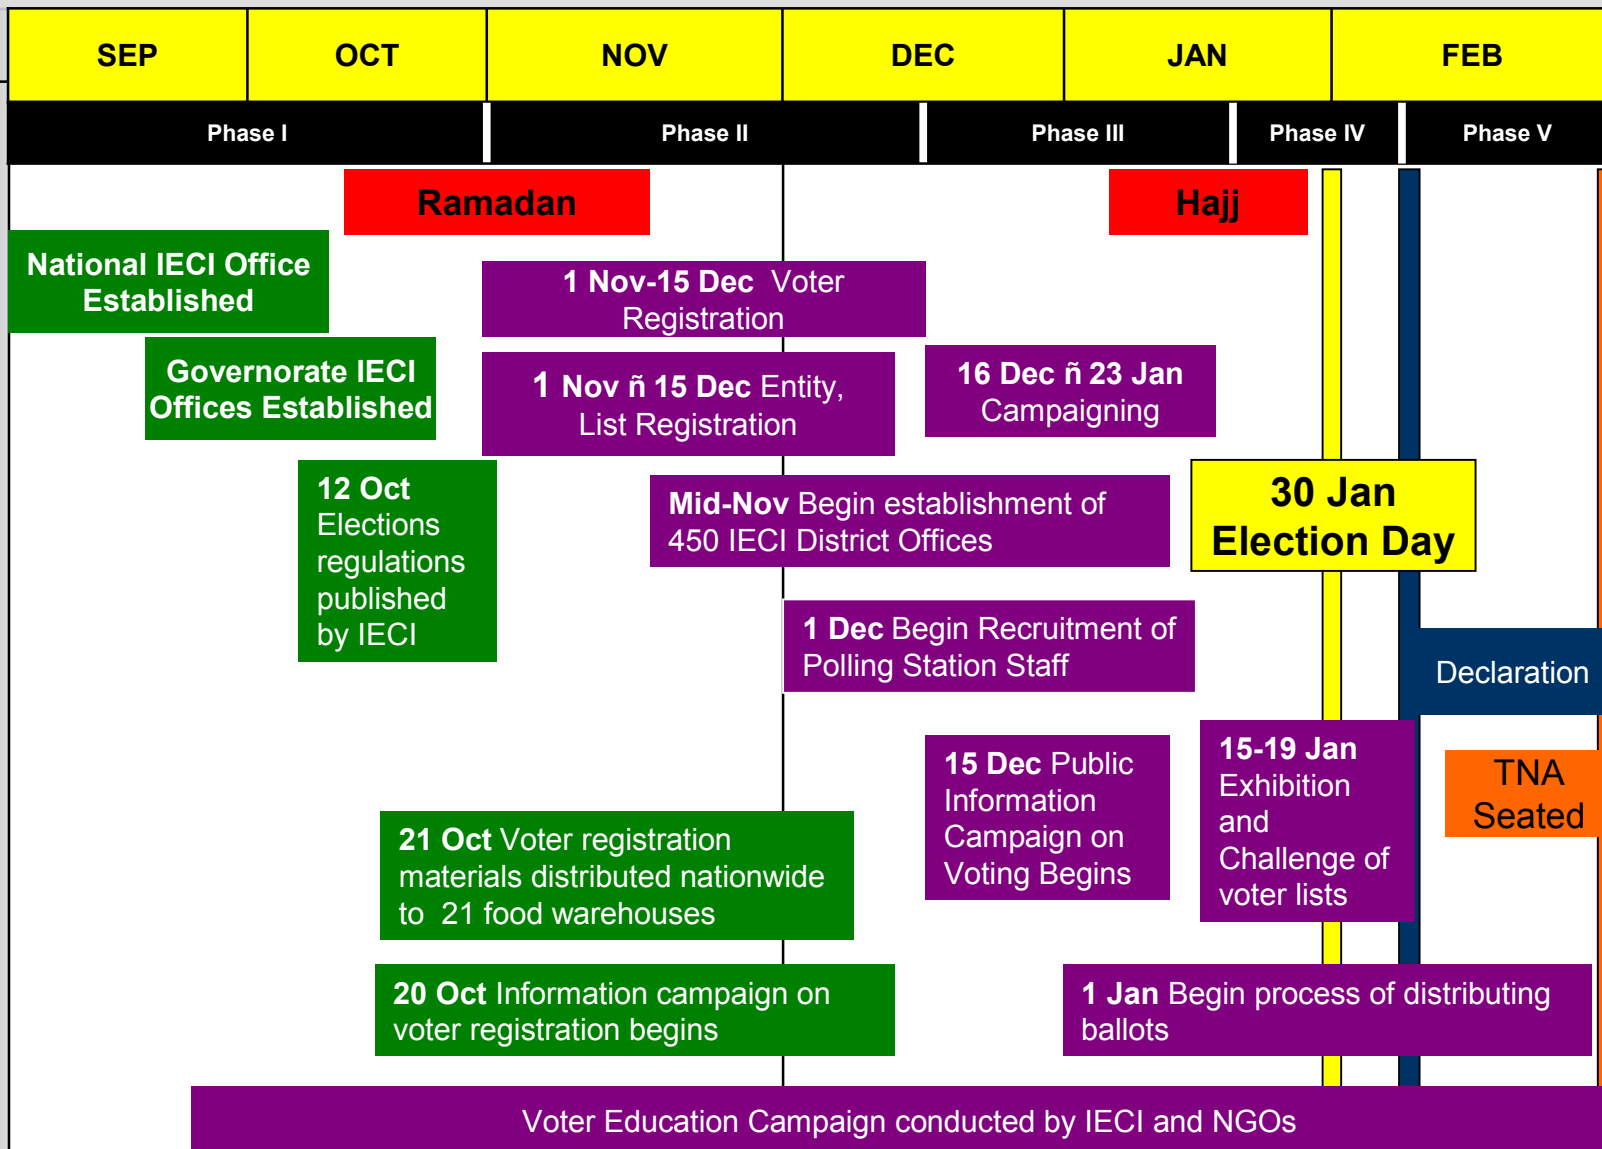 SEP
OCT
NOV
DEC
JAN
FEB
Phase I
Phase II
Phase III
Phase IV
Phase V
Ramadan
Hajj
National IECI Office
Established
1 Nov-15 Dec Voter
Registration
Governorate IECI
Offices Established
1 Nov ñ 15 Dec Entity,
List Registration
16 Dec ñ 23 Jan
Campaigning
12 Oct
Elections
regulations
published
by IECI
Mid-Nov Begin establishment of
450 IECI District Offices
30 Jan
Election Day
1 Dec Begin Recruitment of
Polling Station Staff
Declaration
15 Dec Public
Information
Campaign on
Voting Begins
15-19 Jan
Exhibition
and
Challenge of
voter lists
TNA
Seated
21 Oct Voter registration
materials distributed nationwide
to 21 food warehouses
20 Oct Information campaign on
voter registration begins
1 Jan Begin process of distributing
ballots
Voter Education Campaign conducted by IECI and NGOs